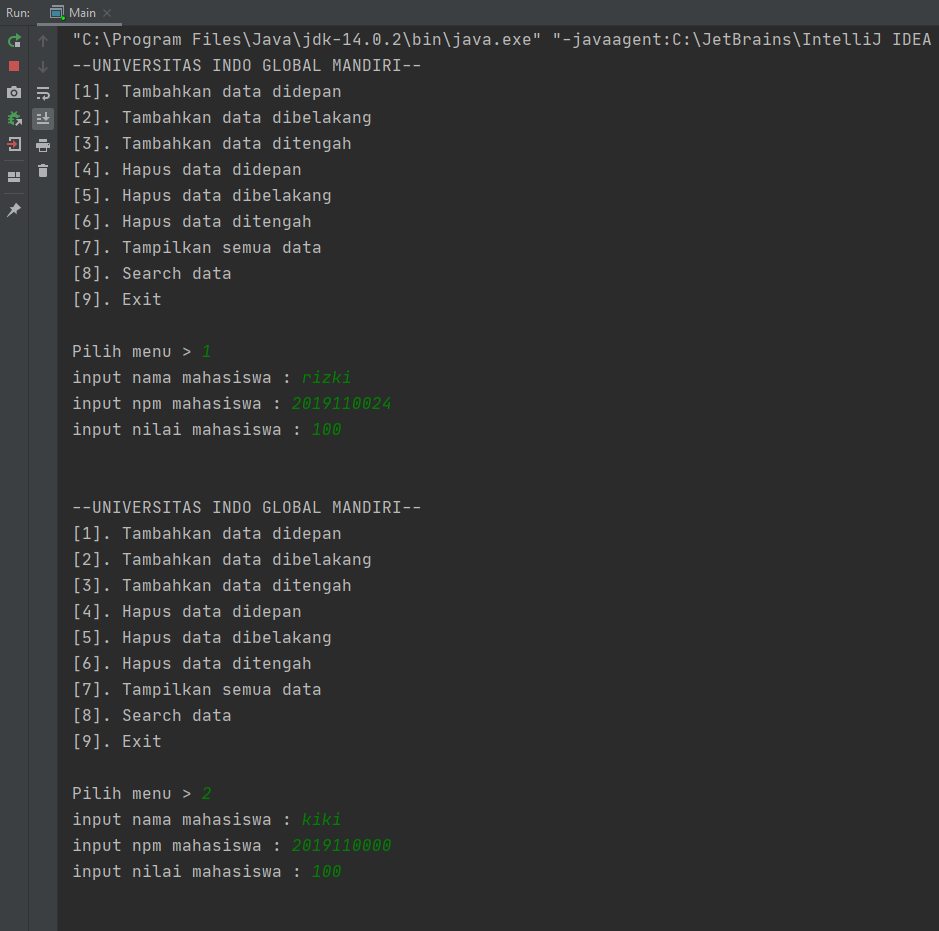 Run: Main
"C:\Program Files\Java\jdk-14.0.2\bin\java.exe" "-javaagent:C:\JetBrains\IntelliJ IDEA
--UNIVERSITAS INDO GLOBAL MANDIRI--
[1]. Tambahkan data didepan
[2]. Tambahkan data dibelakang
[3]. Tambahkan data ditengah
[4]. Hapus data didepan
[5]. Hapus data dibelakang
[6]. Hapus data ditengah
[7]. Tampilkan semua data
[8]. Search data
[9]. Exit
Pilih menu > 1
input nama mahasiswa : rizki
input npm mahasiswa : 2019110024
input nilai mahasiswa : 100
--UNIVERSITAS INDO GLOBAL MANDIRI--
[1]. Tambahkan data didepan
[2]. Tambahkan data dibelakang
[3]. Tambahkan data ditengah
[4]. Hapus data didepan
[5]. Hapus data dibelakang
[6]. Hapus data ditengah
[7]. Tampilkan semua data
[8]. Search data
[9]. Exit
Pilih menu > 2
input nama mahasiswa : kiki
input npm mahasiswa : 2019110000
input nilai mahasiswa : 100